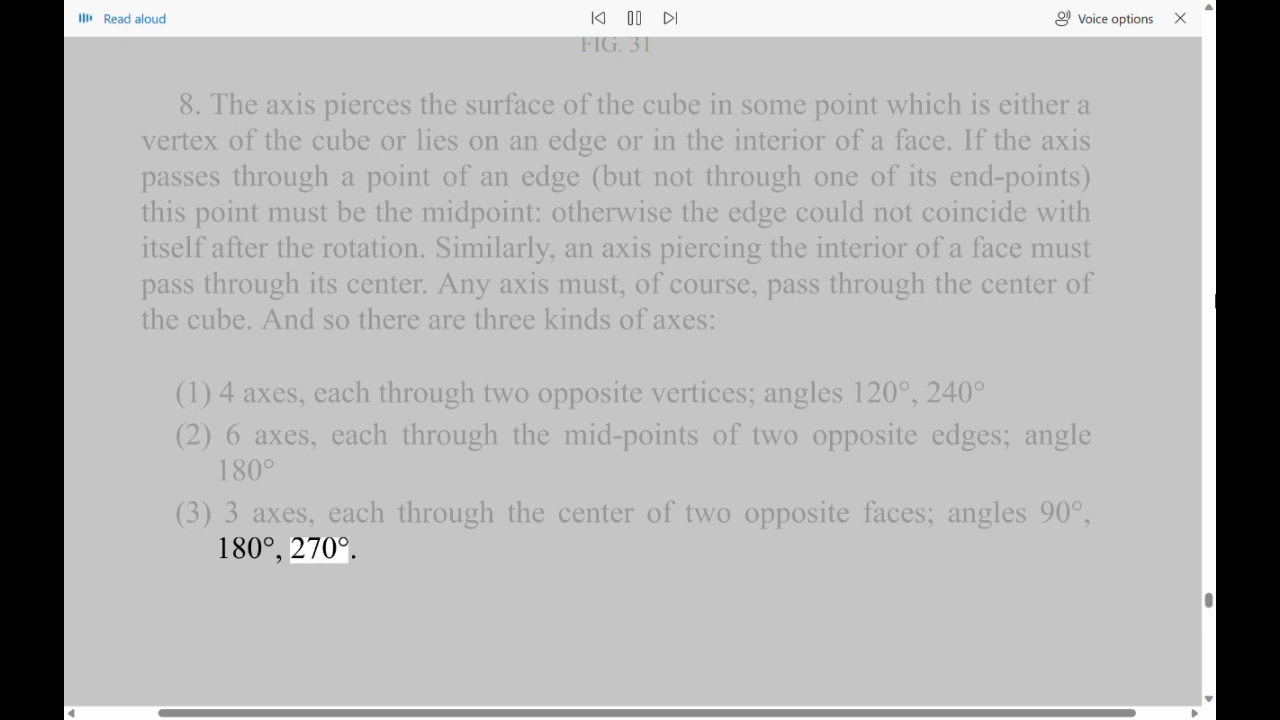 Read aloud
Voice options
FIG. 31
8. The axis pierces the surface of the cube in some point which is either a
vertex of the cube or lies on an edge or in the interior of a face. If the axis
passes through a point of an edge (but not through one of its end-points)
this point must be the midpoint: otherwise the edge could not coincide with
itself after the rotation. Similarly, an axis piercing the interior of a face must
pass through its center. Any axis must, of course, pass through the center of
the cube. And so there are three kinds of axes:
(1) 4 axes, each through two opposite vertices; angles 120°, 240°
(2) 6 axes, each through the mid-points of two opposite edges; angle
180°
(3) 3 axes, each through the center of two opposite faces; angles 90°,
180°, 270°.